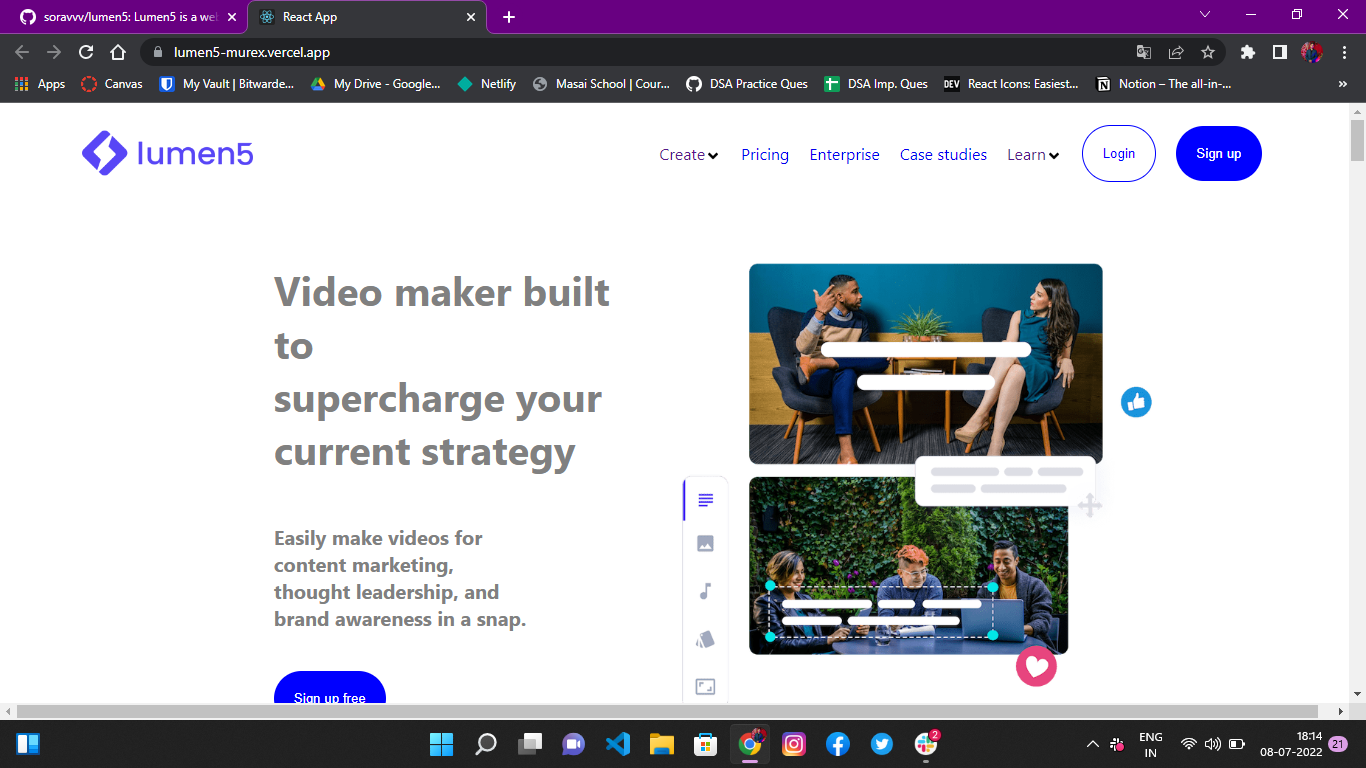 soravvv/lumen5: Lumen5 is a we
React App
lumen5-murex.vercel.app
Apps
Canvas
My Vault | Bitwarde...
My Drive - Google...
Netlify
Masai School | Cour...
DSA Practice Ques
DSA Imp. Ques
DEV
React Icons: Easiest...
Notion – The all-in-...
»
lumen5
Create
Pricing
Enterprise
Case studies
Learn
Login
Sign up
Video maker built
to
supercharge your
current strategy
Easily make videos for
content marketing,
thought leadership, and
brand awareness in a snap.
Sign up free
2
ENG
IN
18:14
08-07-2022
21